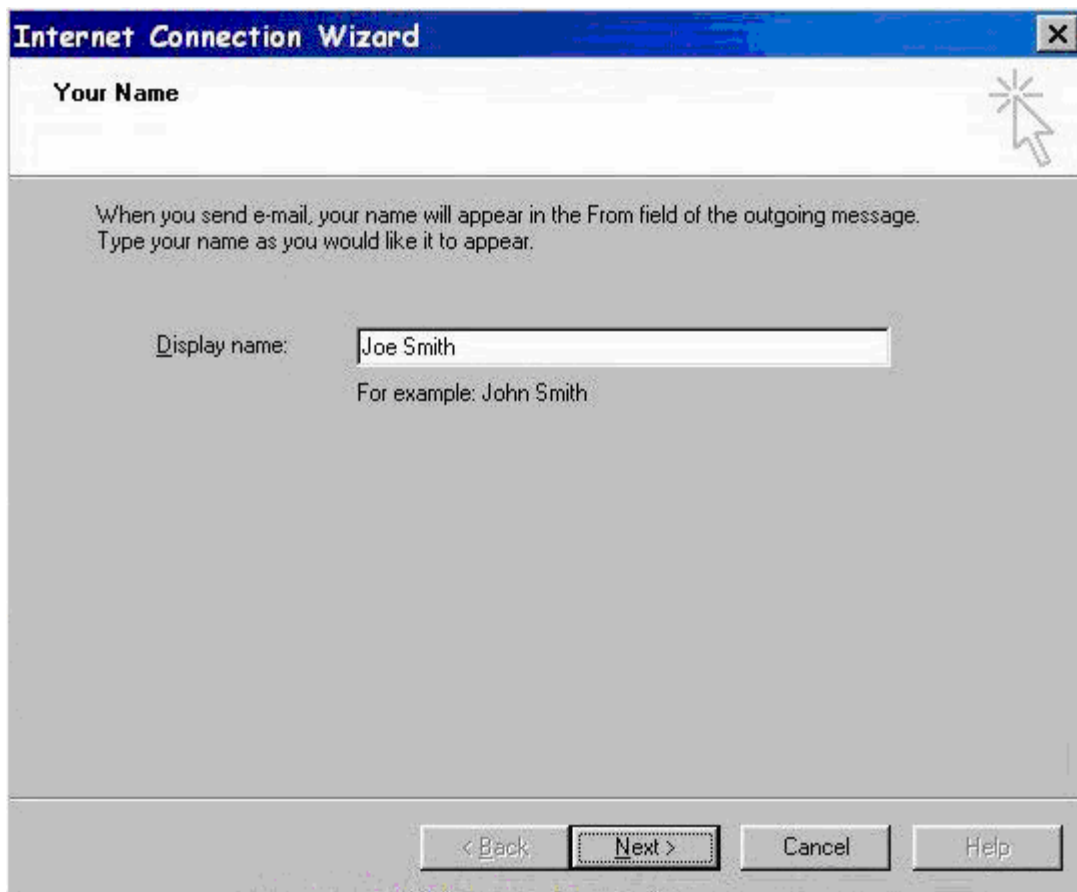 Internet Connection Wizard
Your Name
When you send e-mail, your name will appear in the From field of the outgoing message.
Type your name as you would like it to appear.
Display name: Joe Smith
For example: John Smith
< Back Next > Cancel Help